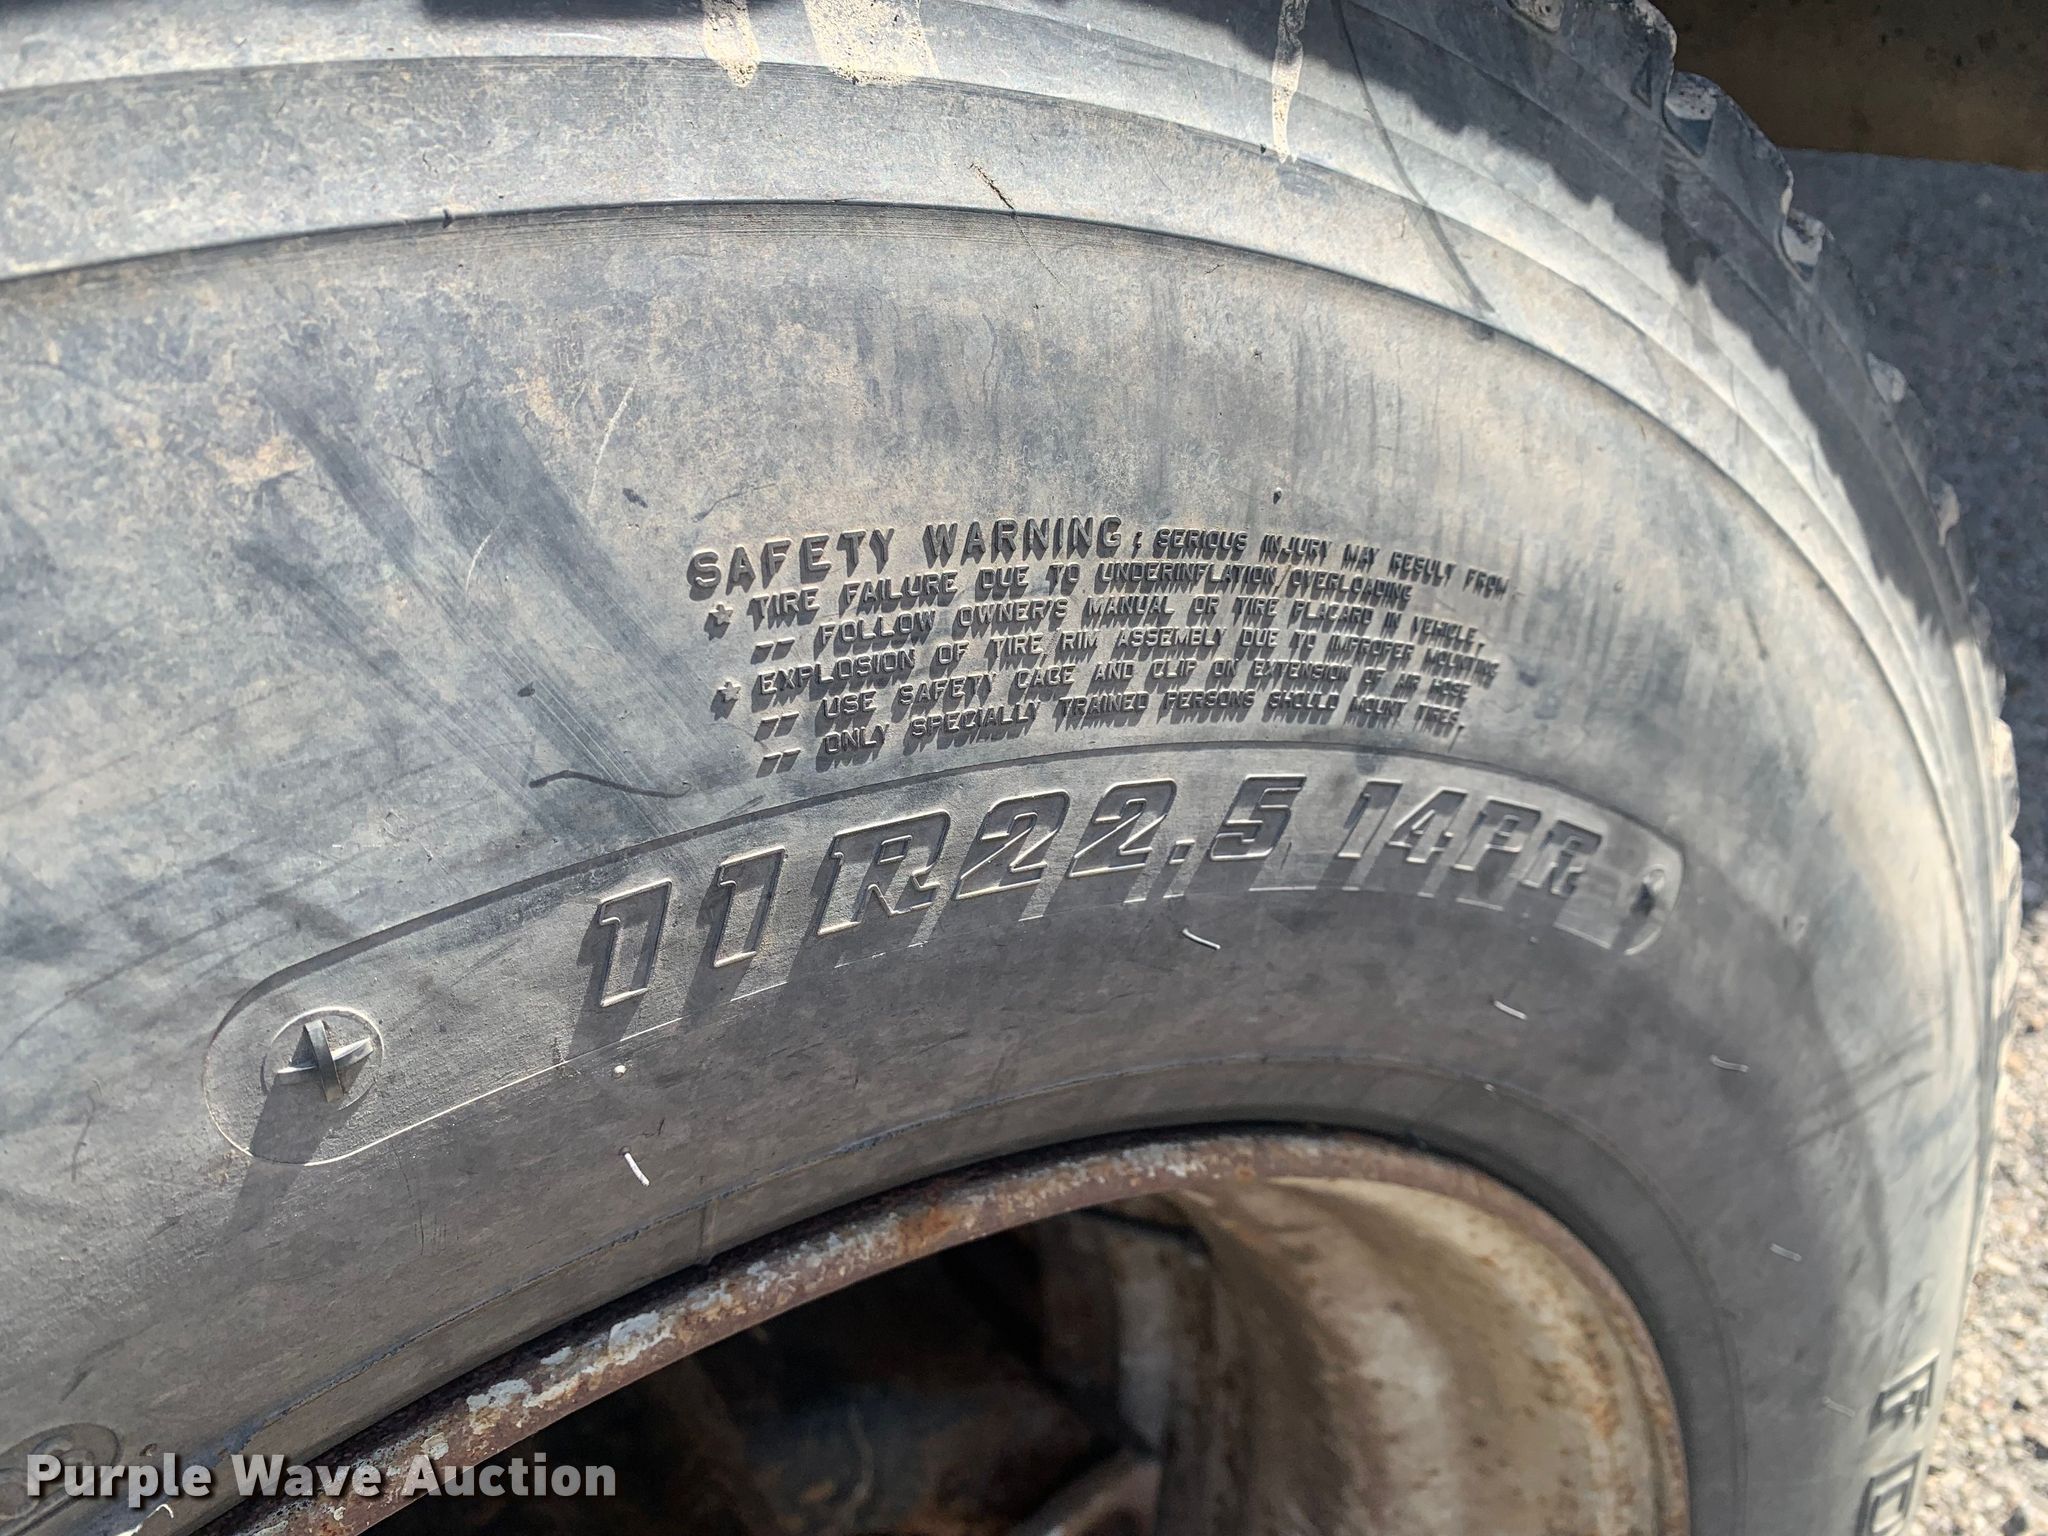 SAFETY WARNING; SERIOUS INJURY MAY RESULT FROM
* TIRE FAILURE DUE TO UNDERINFLATION/OVERLOADING
-- FOLLOW OWNER'S MANUAL OR TIRE PLACARD IN VEHICLE.
* EXPLOSION OF TIRE/RIM ASSEMBLY DUE TO IMPROPER MOUNTING
-- USE SAFETY CAGE AND CLIP ON EXTENSION OF AIR HOSE
-- ONLY SPECIALLY TRAINED PERSONS SHOULD MOUNT TIRES.
11R22.5 14PR
Purple Wave Auction